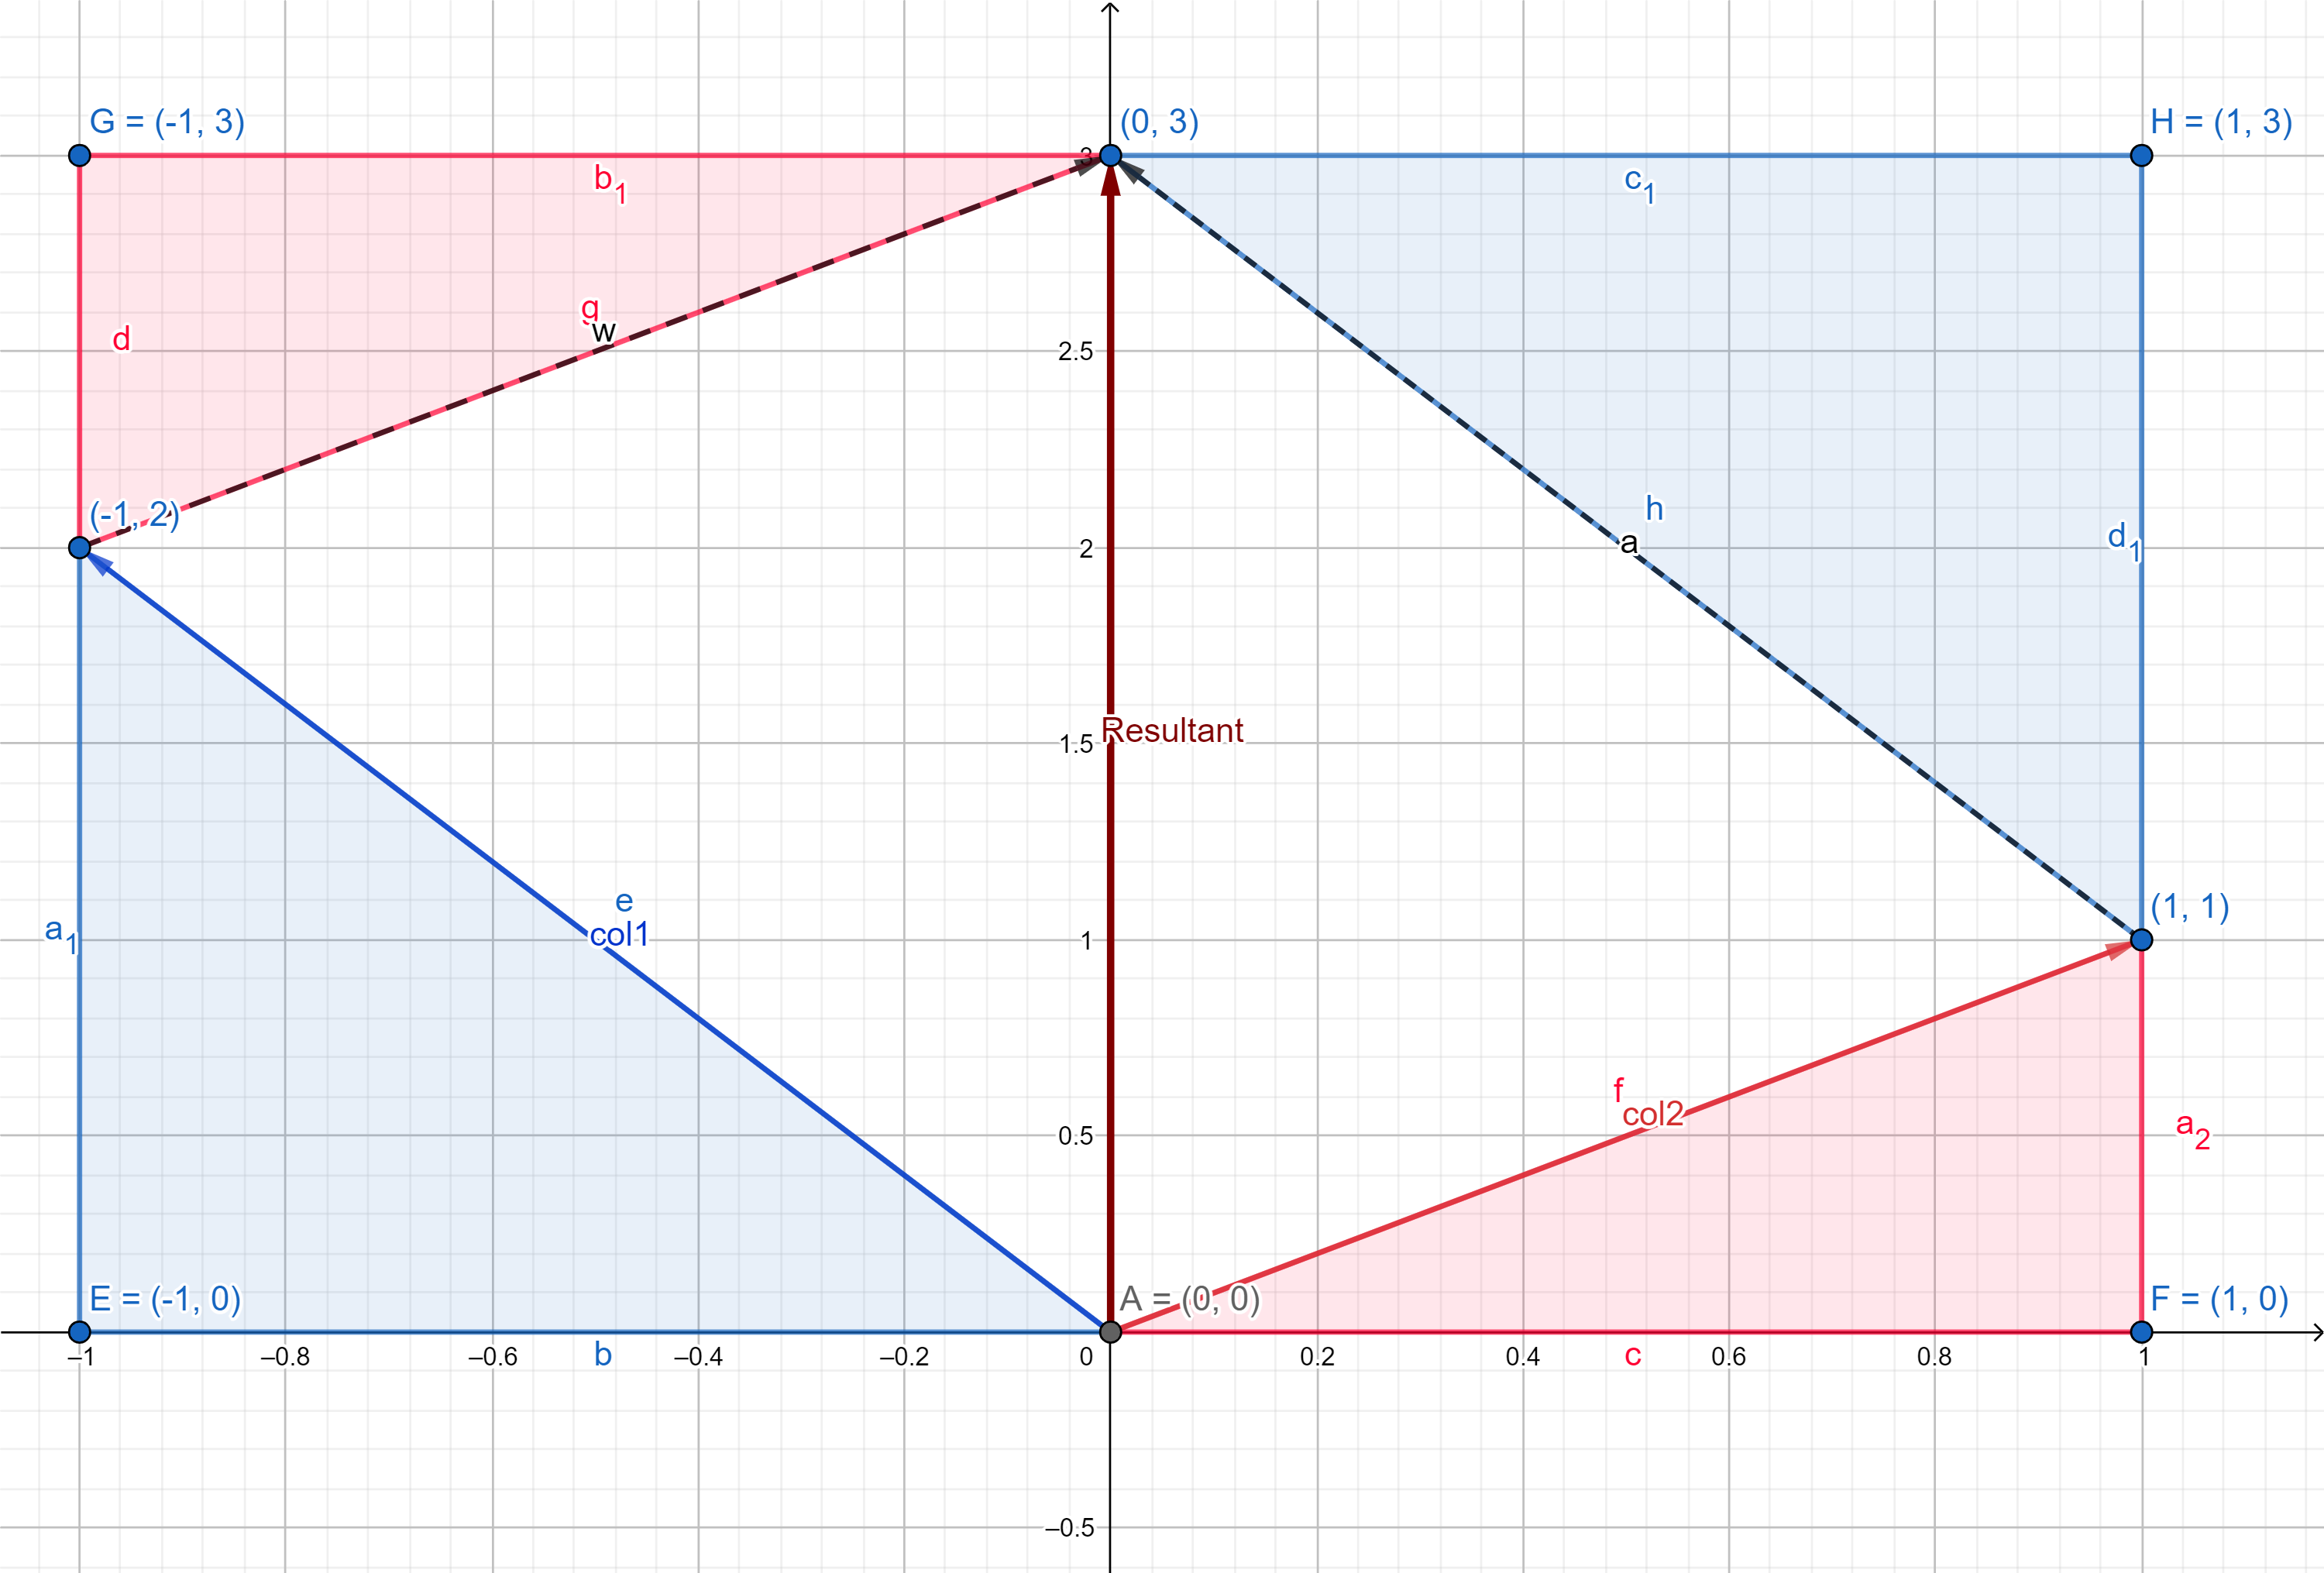 G = (-1, 3)
(0, 3)
H = (1, 3)
3
b1
c1
g
w
d
2.5
(-1, 2)
h
a
d1
2
Resultant
1.5
e
col1
a1
1
(1, 1)
f
col2
a2
0.5
E = (-1, 0)
A = (0, 0)
F = (1, 0)
–1
–0.8
–0.6
b
–0.4
–0.2
0
0.2
0.4
c
0.6
0.8
1
–0.5